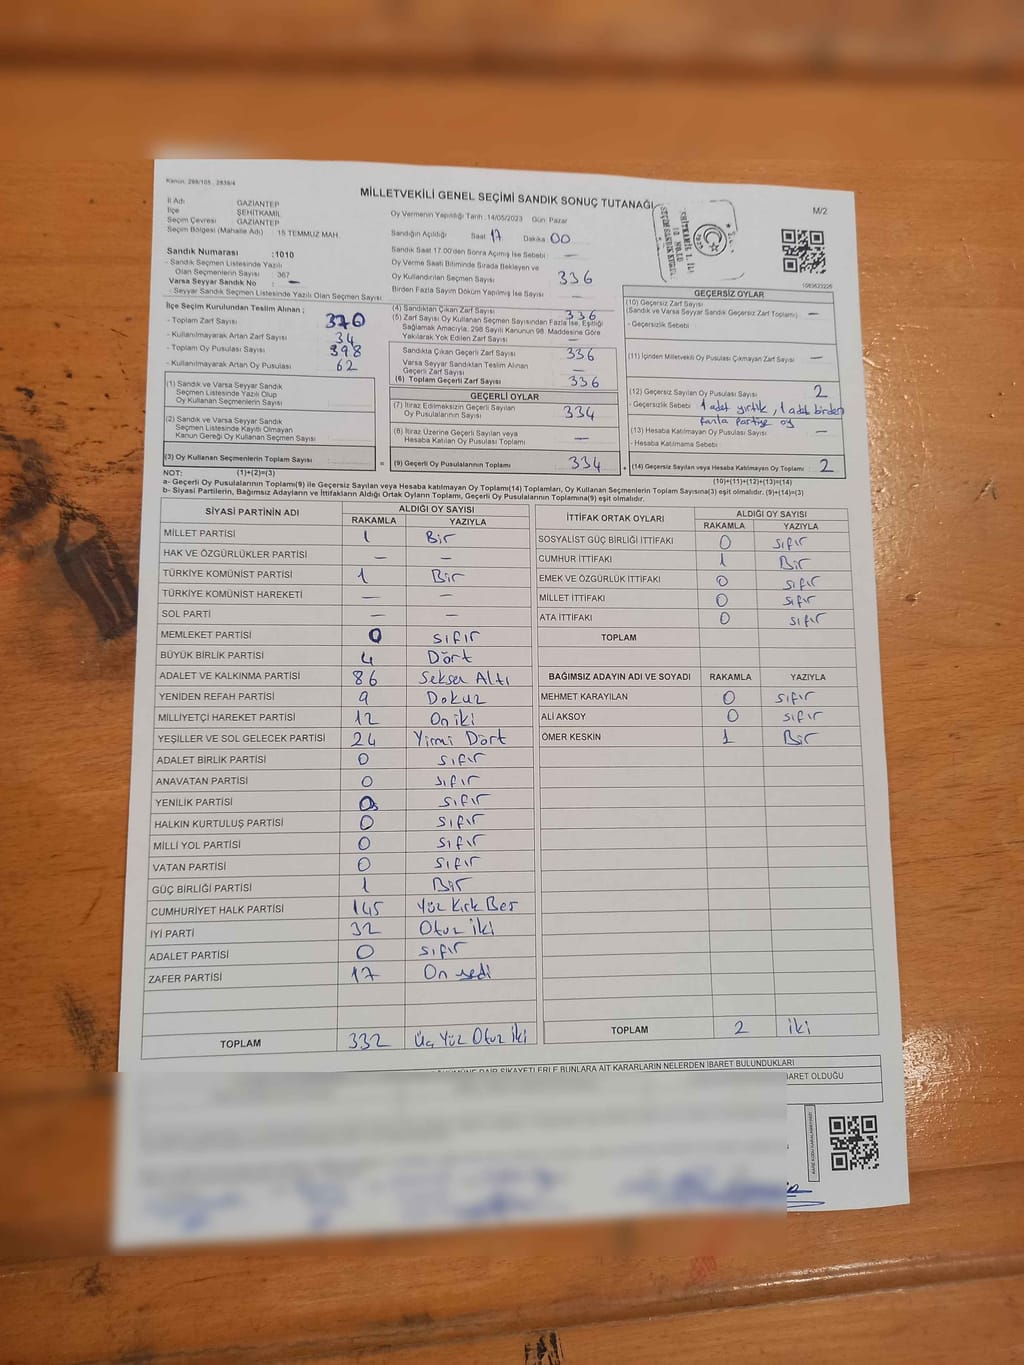 Kanun: 298/105 , 2839/4
MİLLETVEKİLİ GENEL SEÇİMİ SANDIK SONUÇ TUTANAĞI
M/2
İl Adı GAZİANTEP
İlçe ŞEHİTKAMİL
Seçim Çevresi GAZİANTEP
Seçim Bölgesi (Mahalle Adı) : 15 TEMMUZ MAH.
Oy Vermenin Yapıldığı Tarih :14/05/2023 Gün: Pazar
Sandığın Açıldığı Saat 17 Dakika 00
Sandık Numarası :1010
- Sandık Seçmen Listesinde Yazılı
Olan Seçmenlerin Sayısı : 367
Varsa Seyyar Sandık No : —
- Seyyar Sandık Seçmen Listesinde Yazılı Olan Seçmen Sayısı
Sandık Saat 17:00'den Sonra Açılmış İse Sebebi : —
Oy Verme Saati Bitiminde Sırada Bekleyen ve
Oy Kullandırılan Seçmen Sayısı 336
Birden Fazla Sayım Döküm Yapılmış İse Sayısı —
1083623226
İlçe Seçim Kurulundan Teslim Alınan ;
- Toplam Zarf Sayısı 370
- Kullanılmayarak Artan Zarf Sayısı 34
- Toplam Oy Pusulası Sayısı 398
- Kullanılmayarak Artan Oy Pusulası 62
(1) Sandık ve Varsa Seyyar Sandık
Seçmen Listesinde Yazılı Olup
Oy Kullanan Seçmenlerin Sayısı
(2) Sandık ve Varsa Seyyar Sandık
Seçmen Listesinde Kayıtlı Olmayan
Kanun Gereği Oy Kullanan Seçmen Sayısı
(3) Oy Kullanan Seçmenlerin Toplam Sayısı =
(4) Sandıktan Çıkan Zarf Sayısı 336
(5) Zarf Sayısı Oy Kullanan Seçmen Sayısından Fazla İse, Eşitliği
Sağlamak Amacıyla, 298 Sayılı Kanunun 98. Maddesine Göre
Yakılarak Yok Edilen Zarf Sayısı —
Sandıkta Çıkan Geçerli Zarf Sayısı 336
Varsa Seyyar Sandıktan Teslim Alınan
Geçerli Zarf Sayısı —
(6) Toplam Geçerli Zarf Sayısı 336
GEÇERLİ OYLAR
(7) İtiraz Edilmeksizin Geçerli Sayılan
Oy Pusulalarının Sayısı 334
(8) İtiraz Üzerine Geçerli Sayılan veya
Hesaba Katılan Oy Pusulası Toplamı —
(9) Geçerli Oy Pusulalarının Toplamı 334 +
GEÇERSİZ OYLAR
(10) Geçersiz Zarf Sayısı
(Sandık ve Varsa Seyyar Sandık Geçersiz Zarf Toplamı) —
- Geçersizlik Sebebi :
(11) İçinden Milletvekili Oy Pusulası Çıkmayan Zarf Sayısı —
(12) Geçersiz Sayılan Oy Pusulası Sayısı 2
- Geçersizlik Sebebi 1 adet yırtık, 1 adet birden
fazla partiye oy
(13) Hesaba Katılmayan Oy Pusulası Sayısı —
- Hesaba Katılmama Sebebi
(14) Geçersiz Sayılan veya Hesaba Katılmayan Oy Toplamı 2
NOT: (1)+(2)=(3)
(10)+(11)+(12)+(13)=(14)
a- Geçerli Oy Pusulalarının Toplamı(9) ile Geçersiz Sayılan veya Hesaba Katılmayan Oy Pusulası(14) Toplamları, Oy Kullanan Seçmenlerin Toplam Sayısına(3) eşit olmalıdır. (9)+(14)=(3)
b- Siyasi Partilerin, Bağımsız Adayların ve İttifakların Aldığı Ortak Oyların Toplamı, Geçerli Oy Pusulalarının Toplamına(9) eşit olmalıdır.
SİYASİ PARTİNİN ADI ALDIĞI OY SAYISI
RAKAMLA YAZIYLA
MİLLET PARTİSİ 1 Bir
HAK VE ÖZGÜRLÜKLER PARTİSİ — —
TÜRKİYE KOMÜNİST PARTİSİ 1 Bir
TÜRKİYE KOMÜNİST HAREKETİ — —
SOL PARTİ — —
MEMLEKET PARTİSİ 0 sıfır
BÜYÜK BİRLİK PARTİSİ 4 Dört
ADALET VE KALKINMA PARTİSİ 86 Seksen Altı
YENİDEN REFAH PARTİSİ 9 Dokuz
MİLLİYETÇİ HAREKET PARTİSİ 12 On iki
YEŞİLLER VE SOL GELECEK PARTİSİ 24 Yirmi Dört
ADALET BİRLİK PARTİSİ 0 sıfır
ANAVATAN PARTİSİ 0 sıfır
YENİLİK PARTİSİ 0 sıfır
HALKIN KURTULUŞ PARTİSİ 0 sıfır
MİLLİ YOL PARTİSİ 0 sıfır
VATAN PARTİSİ 0 sıfır
GÜÇ BİRLİĞİ PARTİSİ 1 Bir
CUMHURİYET HALK PARTİSİ 145 Yüz Kırk Beş
İYİ PARTİ 32 Otuz İki
ADALET PARTİSİ 0 sıfır
ZAFER PARTİSİ 17 On yedi
TOPLAM 332 Üç Yüz Otuz İki
İTTİFAK ORTAK OYLARI ALDIĞI OY SAYISI
RAKAMLA YAZIYLA
SOSYALİST GÜÇ BİRLİĞİ İTTİFAKI 0 sıfır
CUMHUR İTTİFAKI 1 Bir
EMEK VE ÖZGÜRLÜK İTTİFAKI 0 sıfır
MİLLET İTTİFAKI 0 sıfır
ATA İTTİFAKI 0 sıfır
TOPLAM
BAĞIMSIZ ADAYIN ADI VE SOYADI RAKAMLA YAZIYLA
MEHMET KARAYILAN 0 sıfır
ALİ AKSOY 0 sıfır
ÖMER KESKİN 1 Bir
TOPLAM 2 iki
DAİR ŞİKAYETLERLE BUNLARA AİT KARARLARIN NELERDEN İBARET BULUNDUKLARI
İBARET OLDUĞU